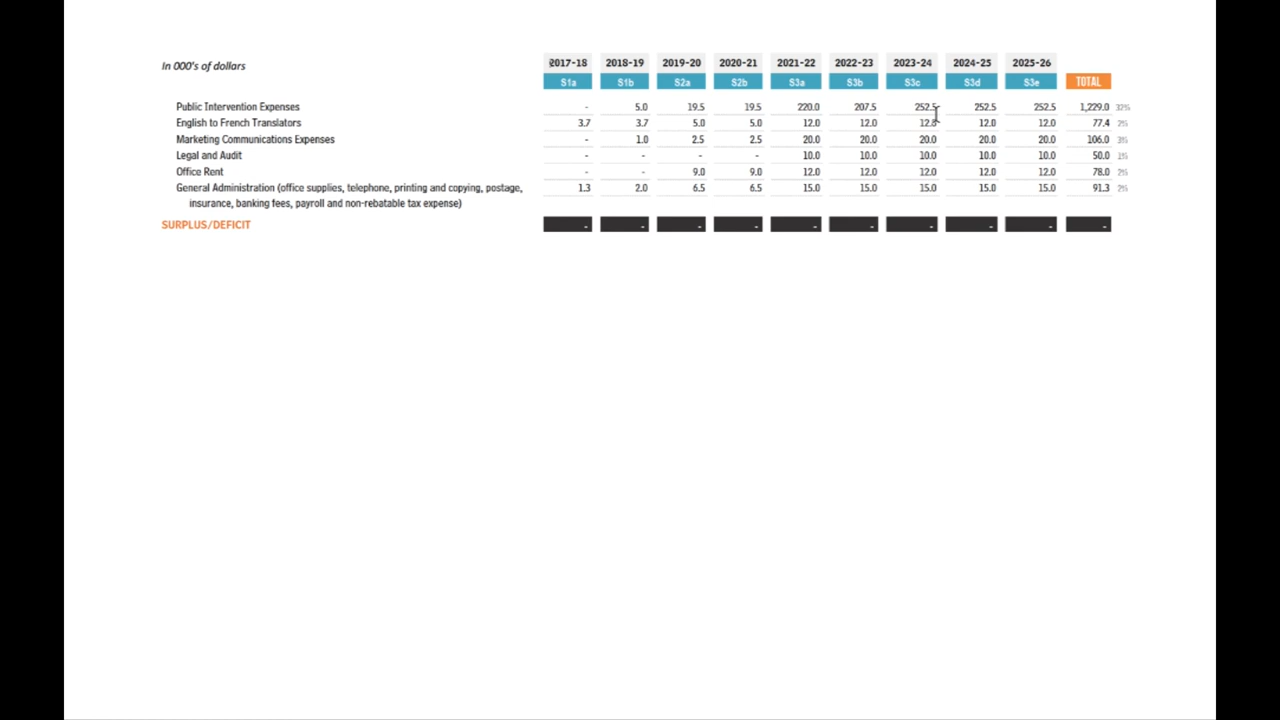 In 000's of dollars 2017-18 2018-19 2019-20 2020-21 2021-22 2022-23 2023-24 2024-25 2025-26
S1a S1b S2a S2b S3a S3b S3c S3d S3e TOTAL
Public Intervention Expenses - 5.0 19.5 19.5 220.0 207.5 252.5 252.5 252.5 1,229.0 32%
English to French Translators 3.7 3.7 5.0 5.0 12.0 12.0 12.0 12.0 12.0 77.4 2%
Marketing Communications Expenses - 1.0 2.5 2.5 20.0 20.0 20.0 20.0 20.0 106.0 3%
Legal and Audit - - - - 10.0 10.0 10.0 10.0 10.0 50.0 1%
Office Rent - - 9.0 9.0 12.0 12.0 12.0 12.0 12.0 78.0 2%
General Administration (office supplies, telephone, printing and copying, postage, 1.3 2.0 6.5 6.5 15.0 15.0 15.0 15.0 15.0 91.3 2%
insurance, banking fees, payroll and non-rebatable tax expense)
SURPLUS/DEFICIT - - - - - - - - - -